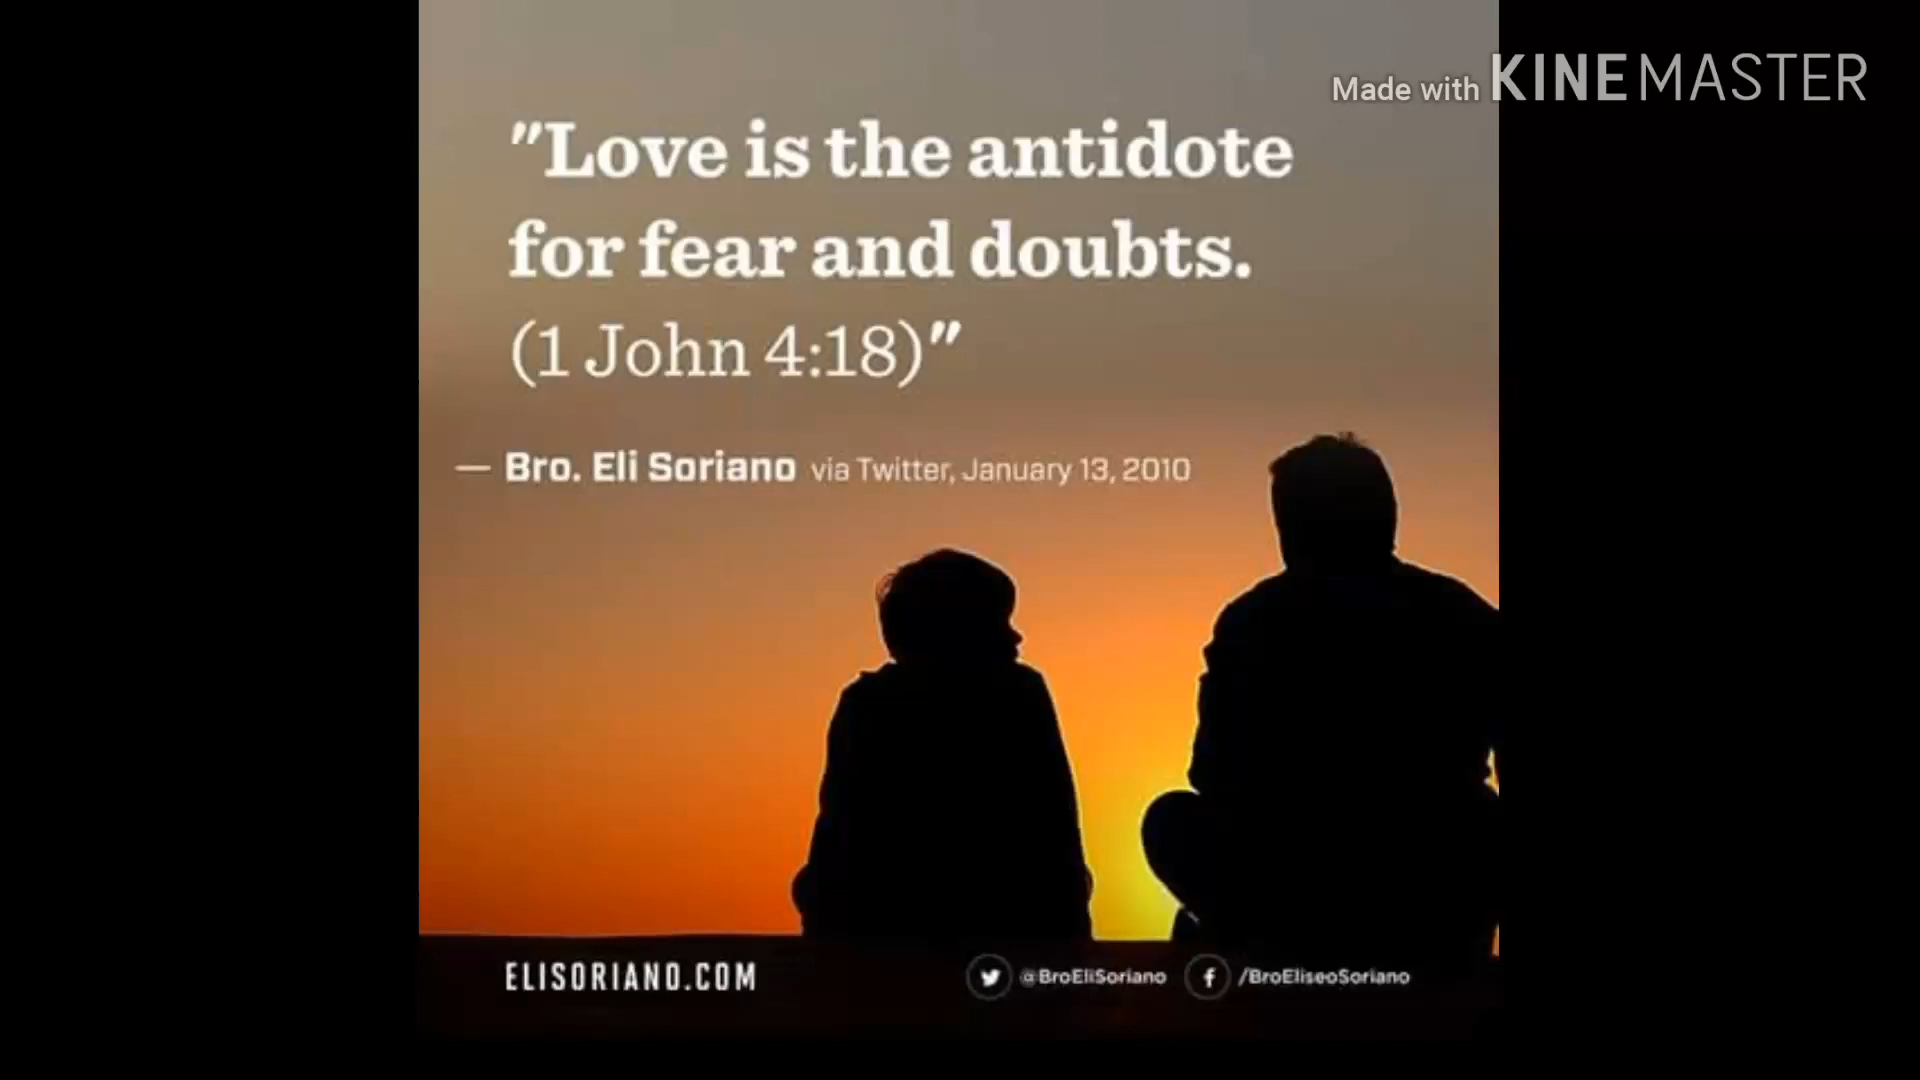 Made with KINEMASTER
"Love is the antidote
for fear and doubts.
(1 John 4:18)"
— Bro. Eli Soriano via Twitter, January 13, 2010
ELISORIANO.COM
@BroEliSoriano
/BroEliseoSoriano